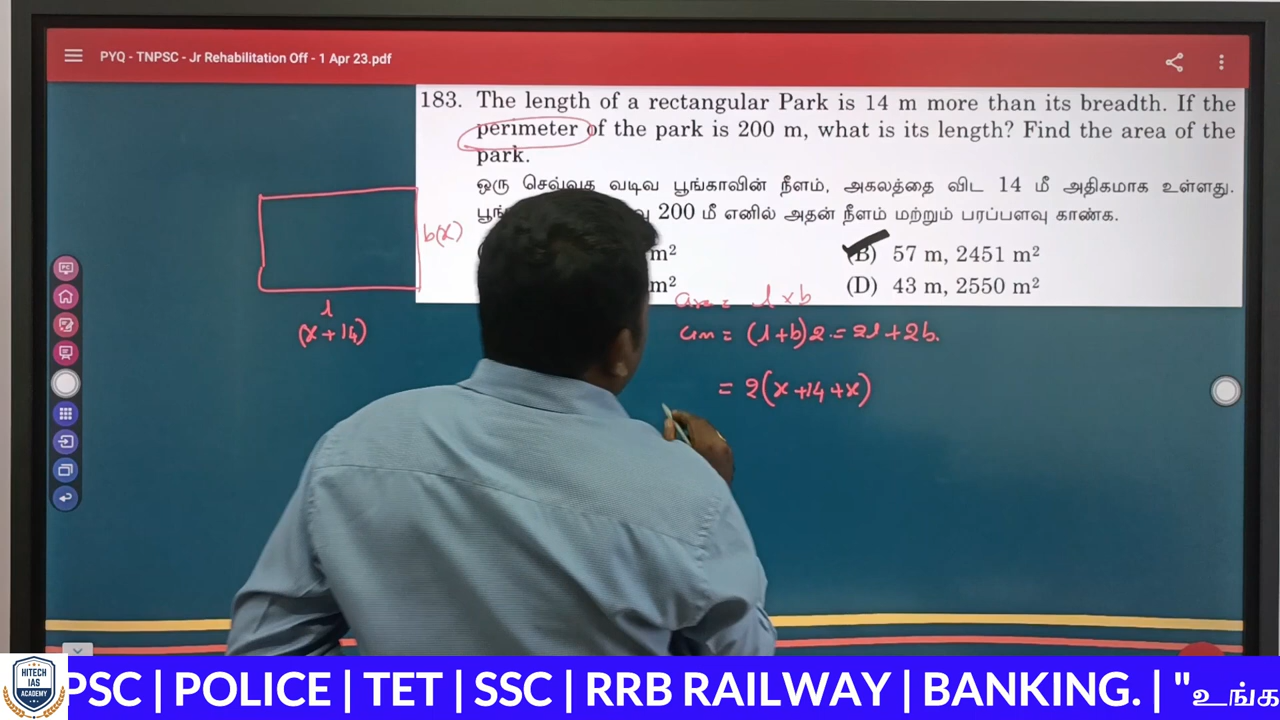 PYQ - TNPSC - Jr Rehabilitation Off - 1 Apr 23.pdf
183. The length of a rectangular Park is 14 m more than its breadth. If the
perimeter of the park is 200 m, what is its length? Find the area of the
park.
ஒரு செவ்வக வடிவ பூங்காவின் நீளம், அகலத்தை விட 14 மீ அதிகமாக உள்ளது.
200 மீ எனில் அதன் நீளம் மற்றும் பரப்பளவு காண்க.
m²
B) 57 m, 2451 m²
m²
(D) 43 m, 2550 m²
b(x)
l
(x+14)
= l × b
= (l+b)2 = 2l + 2b.
= 2(x+14+x)
HITECH
IAS
ACADEMY
PSC | POLICE | TET | SSC | RRB RAILWAY | BANKING. | "உங்க